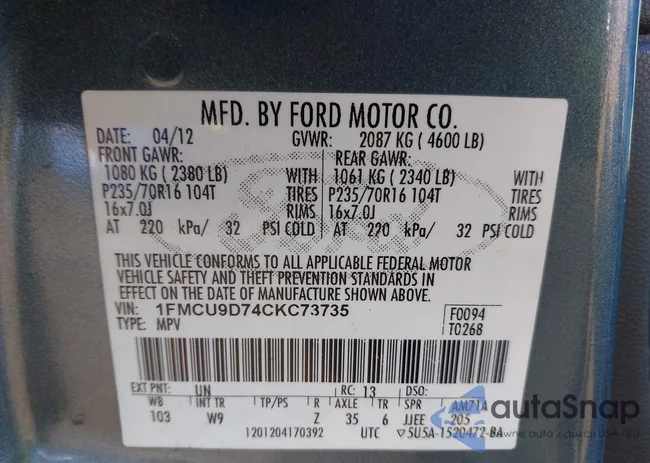 MFD. BY FORD MOTOR CO.
DATE: 04/12 GVWR: 2087 KG ( 4600 LB)
FRONT GAWR: REAR GAWR:
1080 KG ( 2380 LB) WITH 1061 KG ( 2340 LB) WITH
P235/70R16 104T TIRES P235/70R16 104T TIRES
16x7.0J RIMS 16x7.0J RIMS
AT 220 kPa/ 32 PSI COLD AT 220 kPa/ 32 PSI COLD
THIS VEHICLE CONFORMS TO ALL APPLICABLE FEDERAL MOTOR
VEHICLE SAFETY AND THEFT PREVENTION STANDARDS IN
EFFECT ON THE DATE OF MANUFACTURE SHOWN ABOVE.
VIN: 1FMCU9D74CKC73735 F0094
TYPE: MPV T0268
EXT PNT: UN RC: 13 DSO:
WB INT TR TP/PS R AXLE TR SPR AM71A
103 W9 Z 35 6 JJEE 205
1201204170392 UTC ▽5U5A-1520472-BA
autaSnap